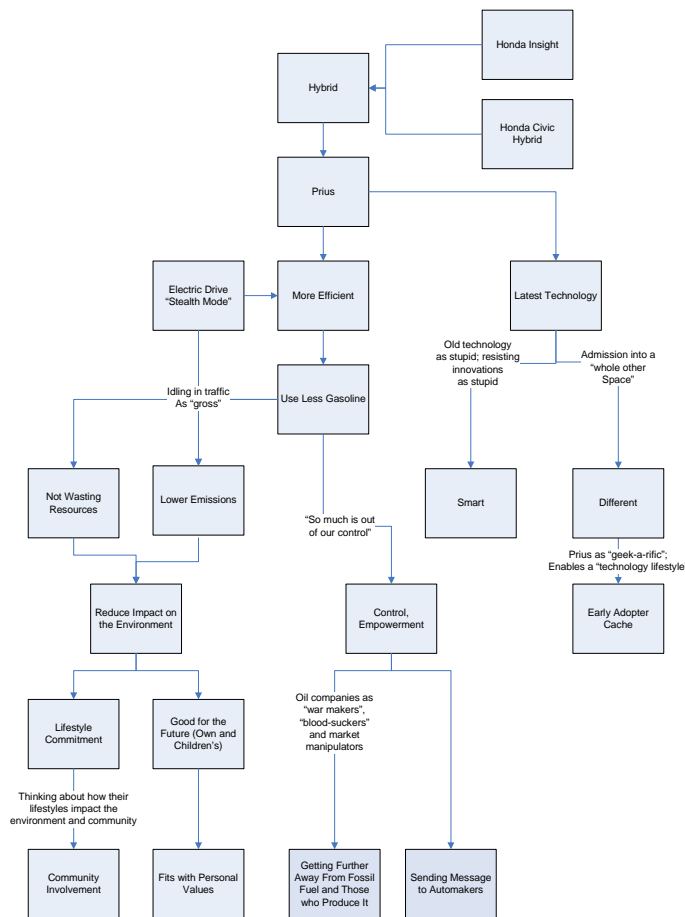 Honda Insight
Hybrid
Honda Civic
Hybrid
Prius
Electric Drive
“Stealth Mode”
More Efficient
Latest Technology
Old technology
as stupid; resisting
innovations
as stupid
Admission into a
“whole other
Space”
Idling in traffic
As “gross”
Use Less Gasoline
Not Wasting
Resources
Lower Emissions
“So much is out
of our control”
Smart
Different
Prius as “geek-a-rific”;
Enables a “technology lifestyle
Reduce Impact on
the Environment
Control,
Empowerment
Early Adopter
Cache
Oil companies as
“war makers”,
“blood-suckers”
and market
manipulators
Lifestyle
Commitment
Good for the
Future (Own and
Children’s)
Thinking about how their
lifestyles impact the
environment and community
Community
Involvement
Fits with Personal
Values
Getting Further
Away From Fossil
Fuel and Those
who Produce It
Sending Message
to Automakers